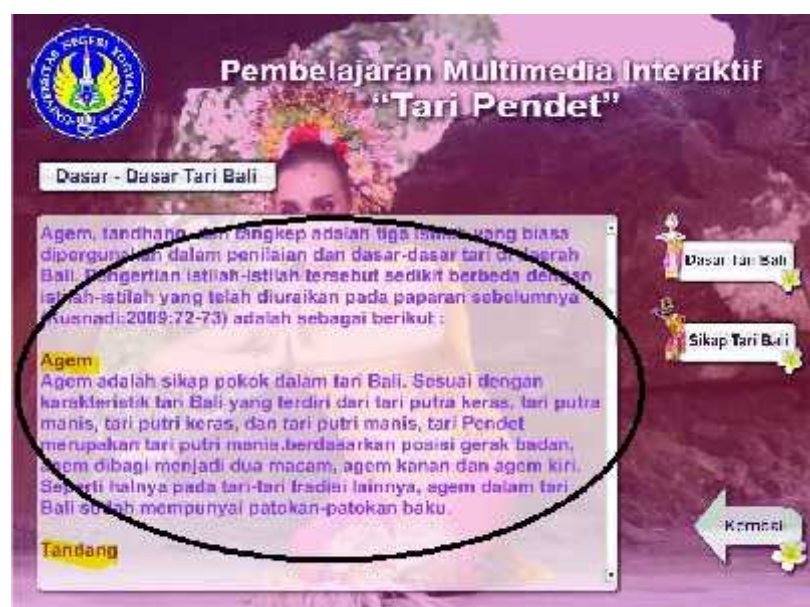 UNIVERSITAS NEGERI YOGYAKARTA
Pembelajaran Multimedia Interaktif
“Tari Pendet”
Dasar - Dasar Tari Bali
Agem, tandhang, dan tangkep adalah tiga istilah yang biasa
dipergunakan dalam penilaian dan dasar-dasar tari di daerah
Bali. Pengertian istilah-istilah tersebut sedikit berbeda dengan
istilah-istilah yang telah diuraikan pada paparan sebelumnya
(Kusnadi:2009:72-73) adalah sebagai berikut :
Agem
Agem adalah sikap pokok dalam tari Bali. Sesuai dengan
karakteristik tari Bali yang terdiri dari tari putra keras, tari putra
manis, tari putri keras, dan tari putri manis, tari Pendet
merupakan tari putri manis.berdasarkan posisi gerak badan,
agem dibagi menjadi dua macam, agem kanan dan agem kiri.
Seperti halnya pada tari-tari tradisi lainnya, agem dalam tari
Bali sudah mempunyai patokan-patokan baku.
Tandang
Dasar Tari Bali
Sikap Tari Bali
Kembali